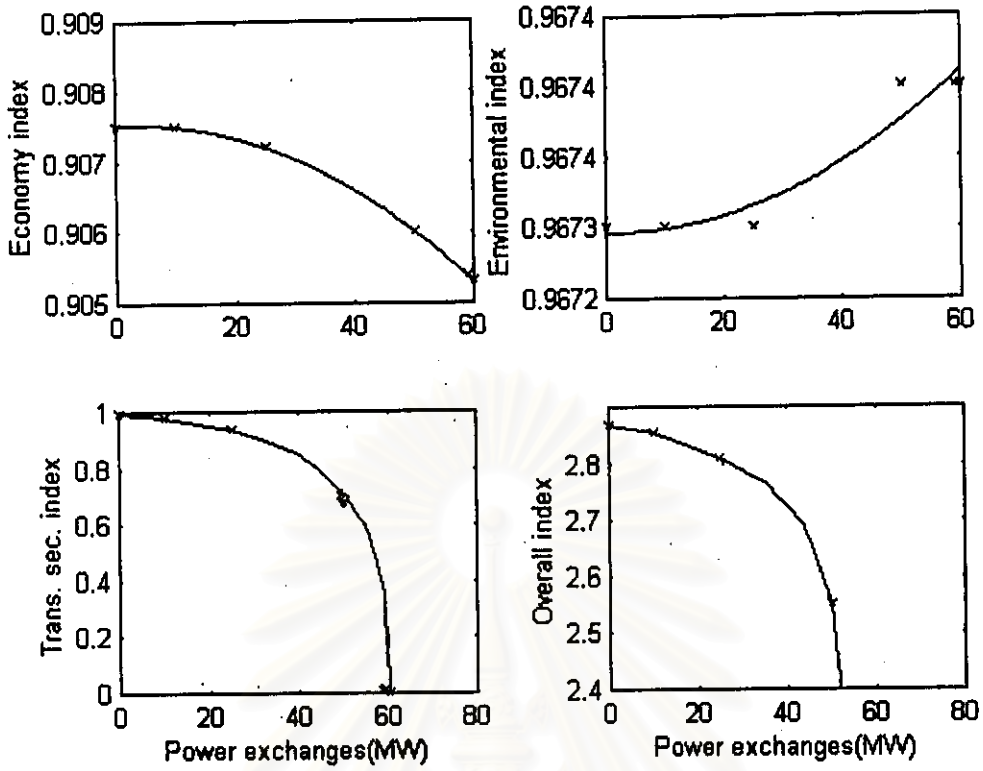 0.909
0.908
0.907
0.906
0.905
Economy index
0 20 40 60
0.9674
0.9674
0.9674
0.9673
0.9672
Environmental index
0 20 40 60
1
0.8
0.6
0.4
0.2
0
Trans. sec. index
0 20 40 60 80
Power exchanges(MW)
2.8
2.7
2.6
2.5
2.4
Overall index
0 20 40 60 80
Power exchanges(MW)